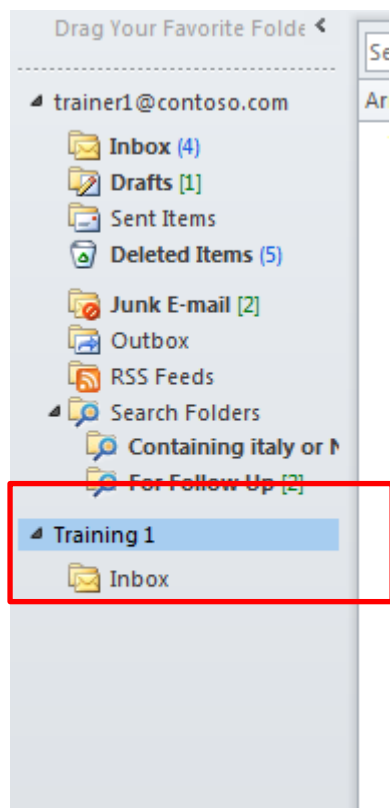 Drag Your Favorite Folde
Se
trainer1@contoso.com
Ar
Inbox (4)
Drafts [1]
Sent Items
Deleted Items (5)
Junk E-mail [2]
Outbox
RSS Feeds
Search Folders
Containing italy or
For Follow Up [2]
Training 1
Inbox